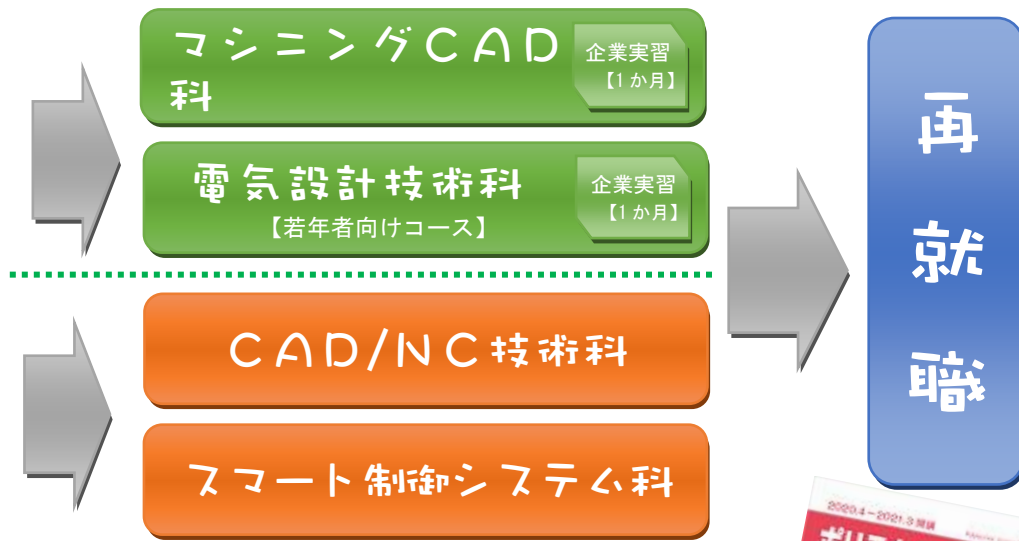 マシニングCAD
科
企業実習
【1か月】
電気設計技術科
【若年者向けコース】
企業実習
【1か月】
CAD/NC技術科
スマート制御システム科
再
就
職
2020.4-2021.3 開講